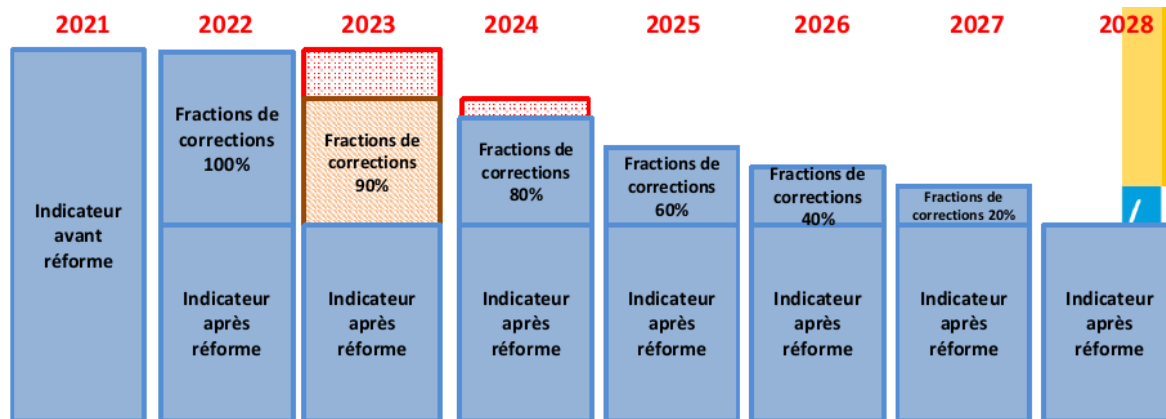 2021
2022
2023
2024
2025
2026
2027
2028
Indicateur
avant
réforme
Fractions de
corrections
100%
Indicateur
après
réforme
Fractions de
corrections
90%
Indicateur
après
réforme
Fractions de
corrections
80%
Indicateur
après
réforme
Fractions de
corrections
60%
Indicateur
après
réforme
Fractions de
corrections
40%
Indicateur
après
réforme
Fractions de
corrections 20%
Indicateur
après
réforme
Indicateur
après
réforme
/